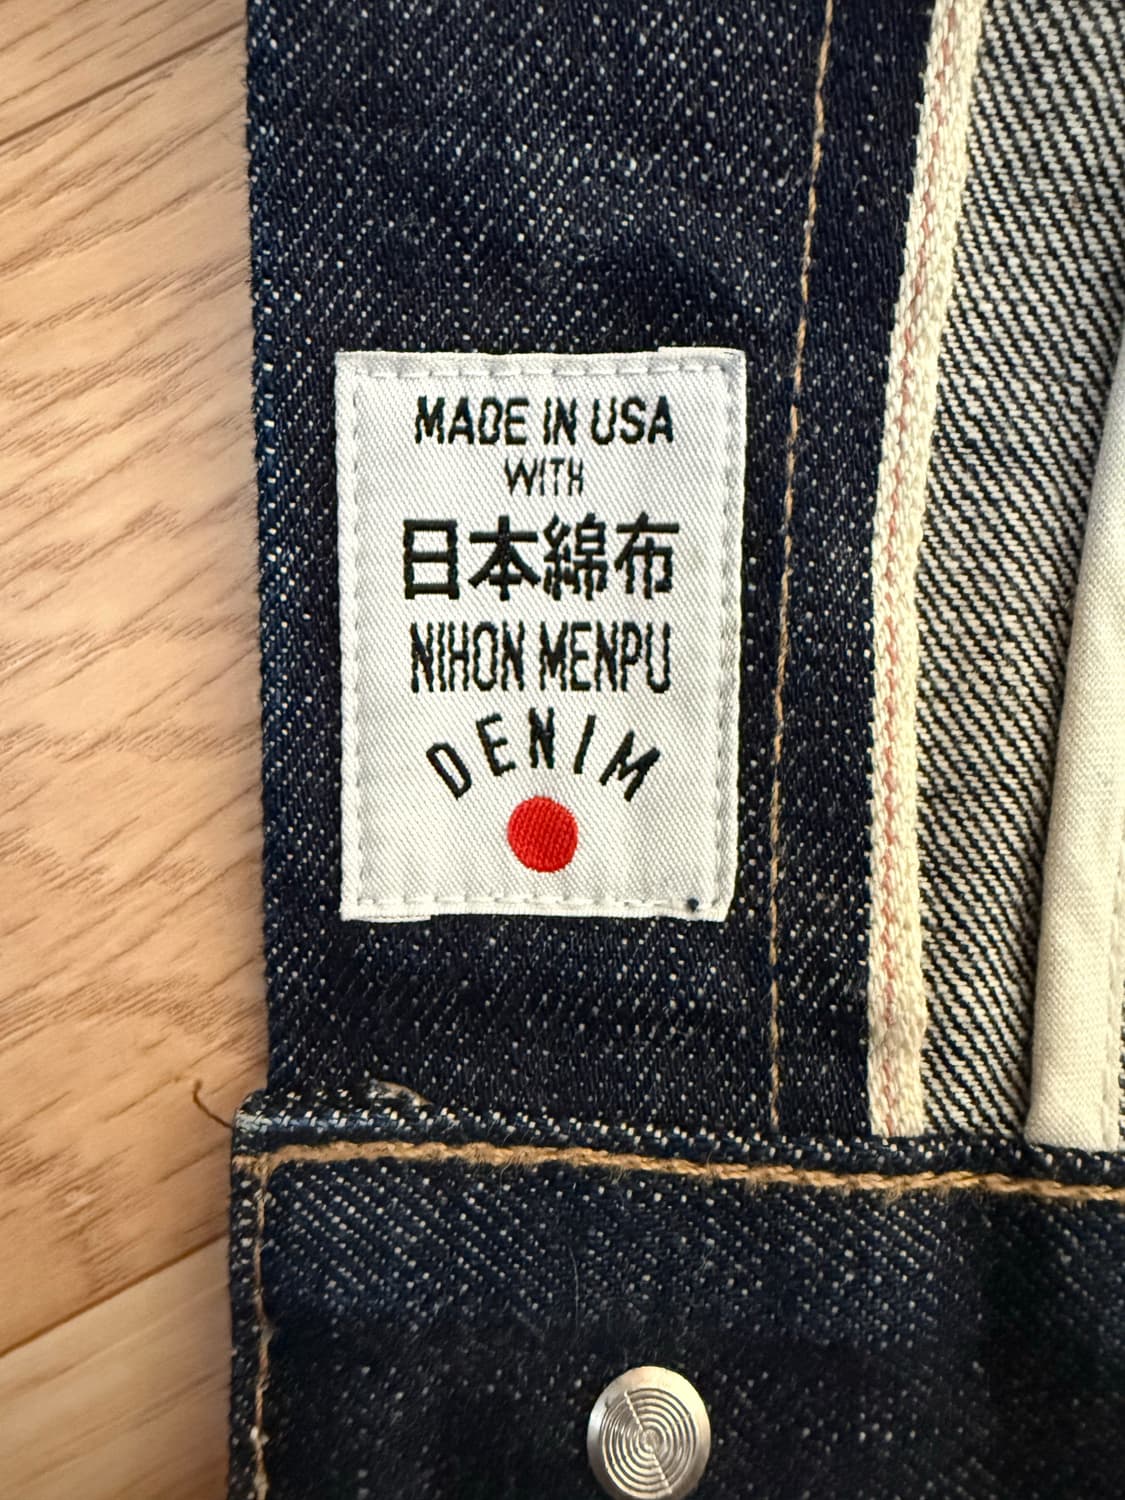 MADE IN USA
WITH
日本綿布
NIHON MENPU
DENIM